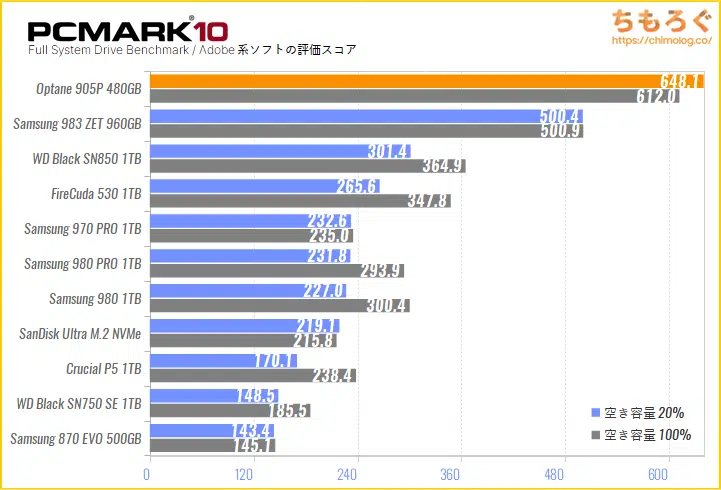 PCMARK®10
ちもろぐ
https://chimolog.co/
Full System Drive Benchmark / Adobe 系ソフトの評価スコア
Optane 905P 480GB
648.1
612.0
Samsung 983 ZET 960GB
500.4
500.9
WD Black SN850 1TB
301.4
364.9
FireCuda 530 1TB
265.6
347.8
Samsung 970 PRO 1TB
232.6
235.0
Samsung 980 PRO 1TB
231.8
293.9
Samsung 980 1TB
227.0
300.4
SanDisk Ultra M.2 NVMe
219.1
215.8
Crucial P5 1TB
170.1
238.4
WD Black SN750 SE 1TB
148.5
185.5
Samsung 870 EVO 500GB
143.4
145.1
空き容量 20%
空き容量 100%
0 120 240 360 480 600